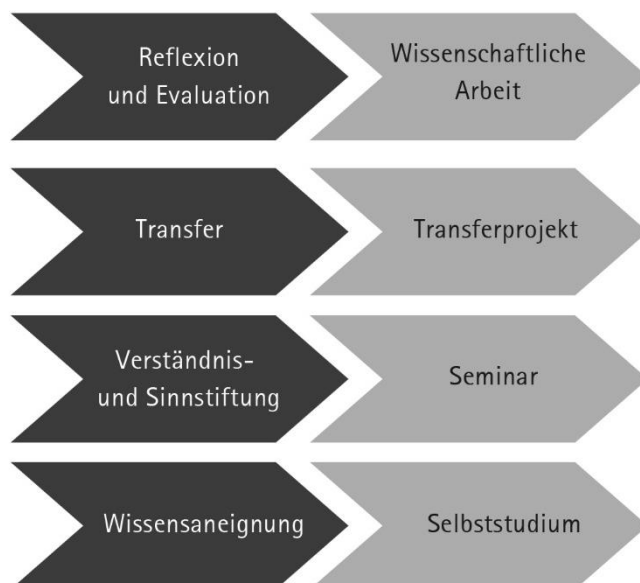 Reflexion
und Evaluation
Wissenschaftliche
Arbeit
Transfer
Transferprojekt
Verständnis-
und Sinnstiftung
Seminar
Wissensaneignung
Selbststudium